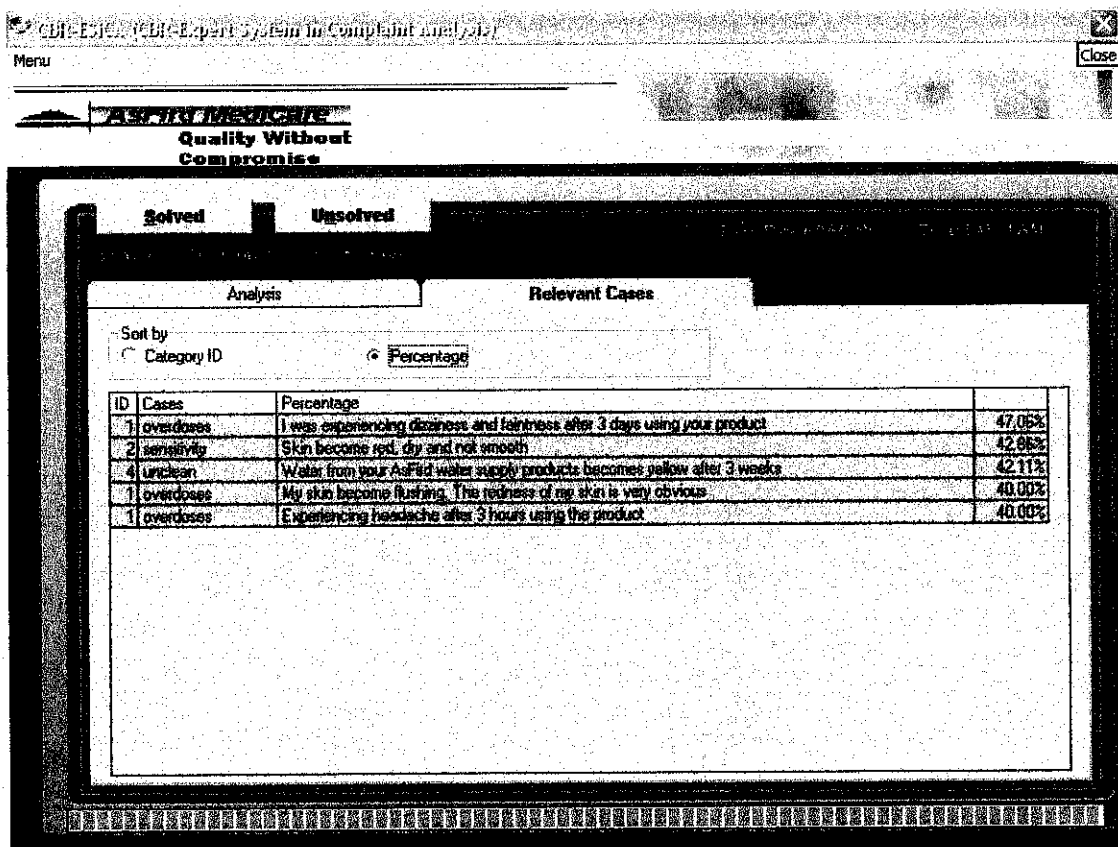 CBR-ESICA (CBR-Expert System in Complaint Analysis)
Close
Menu
AsFird Medicare
Quality Without
Compromise
Solved Unsolved
Analysis Relevant Cases
Sort by
Category ID Percentage
ID Cases Percentage
1 overdoses I was experiencing dizziness and faintness after 3 days using your product 47.06%
2 sensitivity Skin become red, dry and not smooth 42.86%
4 unclean Water from your AsFird water supply products becomes yellow after 3 weeks 42.11%
1 overdoses My skin become flushing. The redness of my skin is very obvious 40.00%
1 overdoses Experiencing headache after 3 hours using the product 40.00%